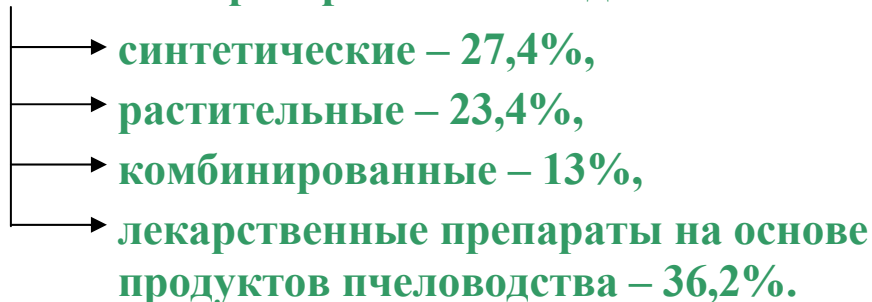 синтетические – 27,4%,
растительные – 23,4%,
комбинированные – 13%,
лекарственные препараты на основе
продуктов пчеловодства – 36,2%.